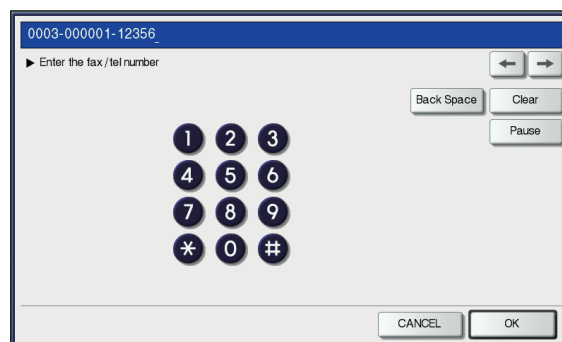 0003-000001-12356_
▶ Enter the fax/tel number
← →
Back Space Clear
Pause
1 2 3
4 5 6
7 8 9
* 0 #
CANCEL OK